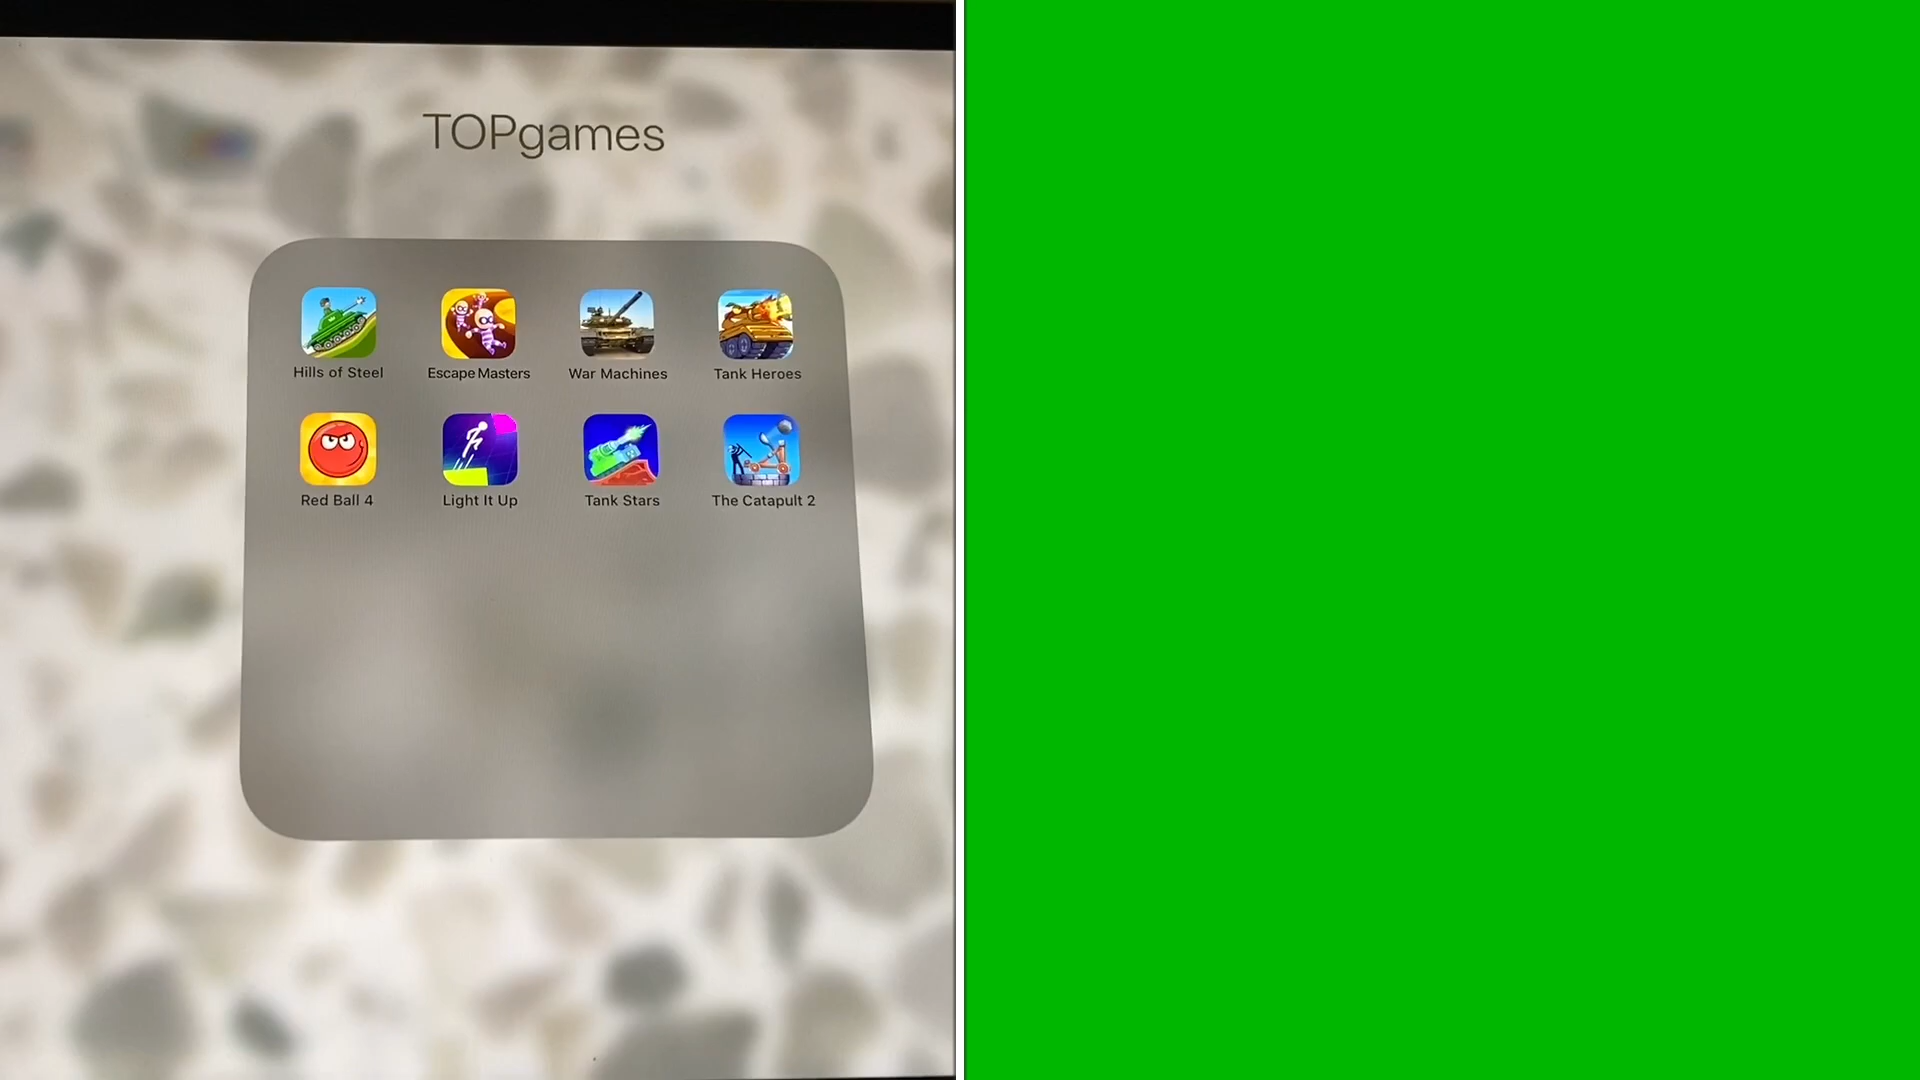 TOPgames
Hills of Steel
Escape Masters
War Machines
Tank Heroes
Red Ball 4
Light It Up
Tank Stars
The Catapult 2